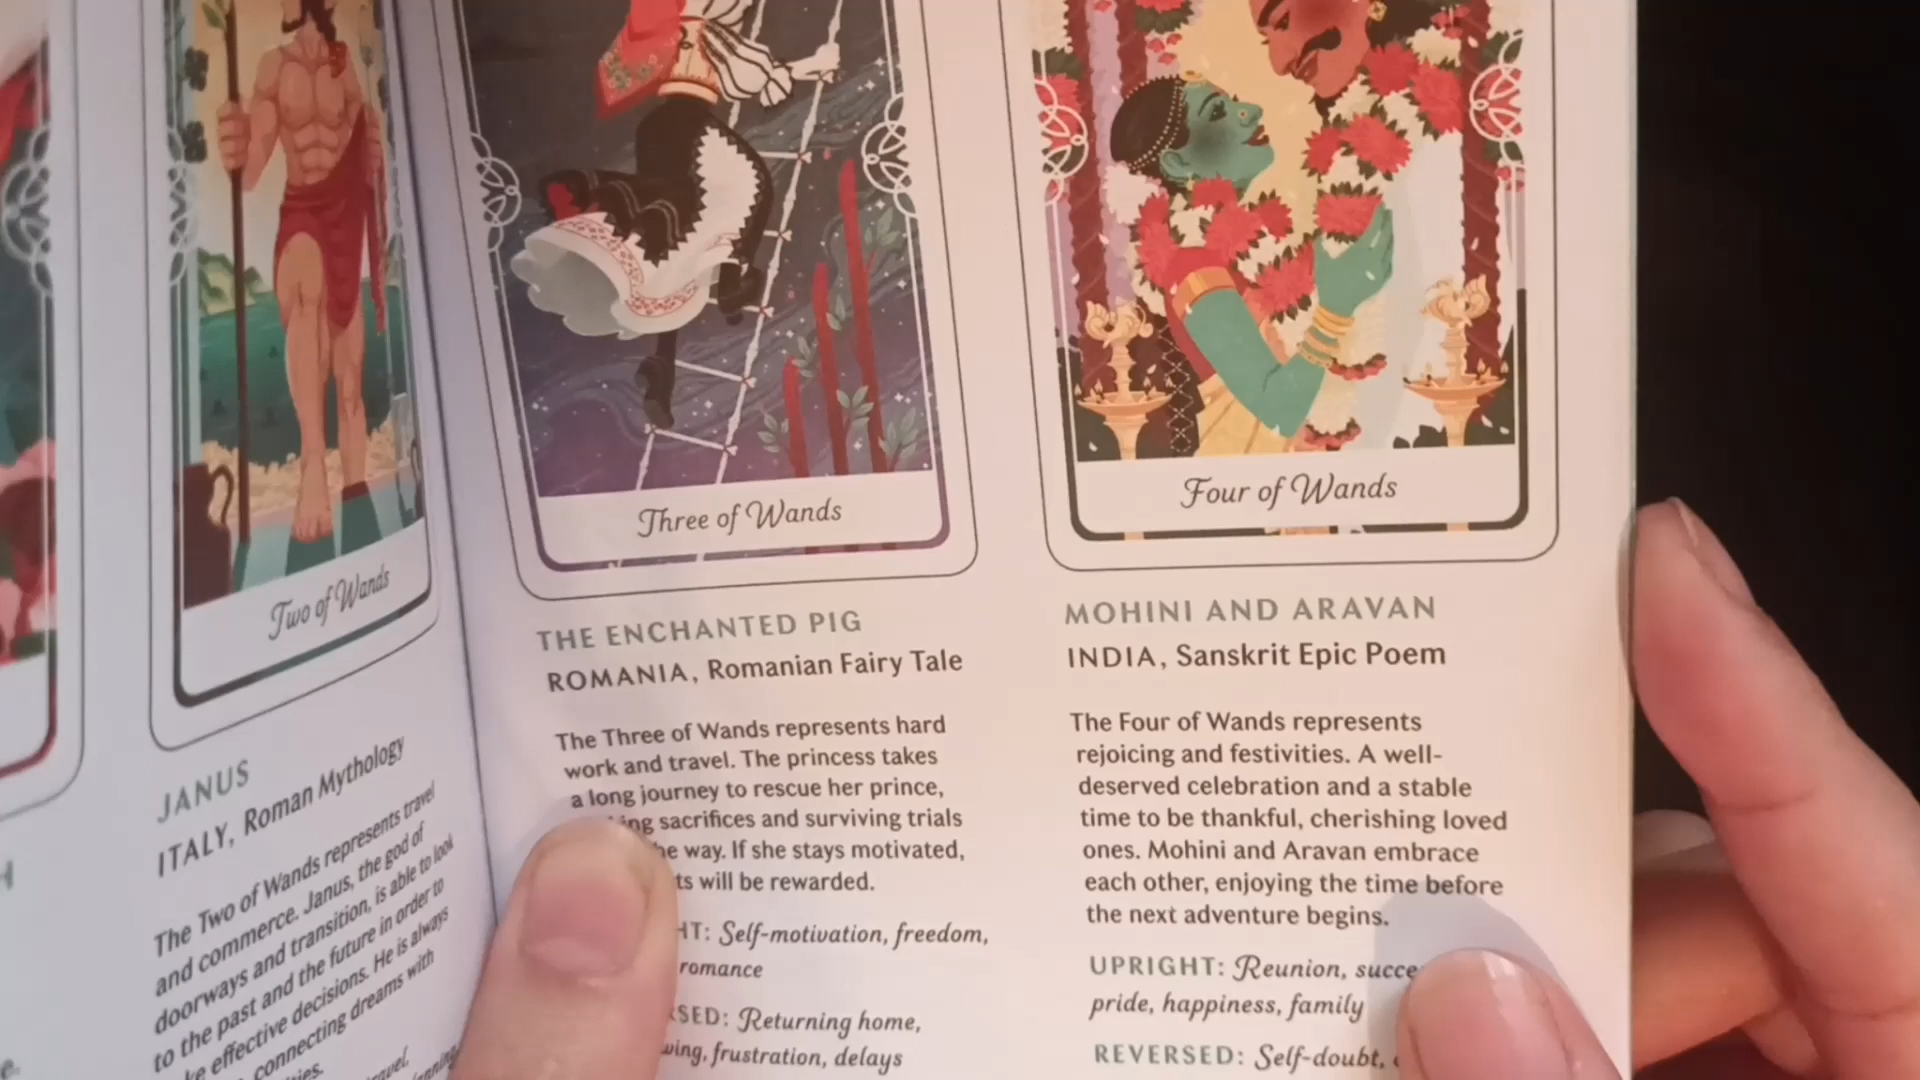 Two of Wands
JANUS
ITALY, Roman Mythology
The Two of Wands represents travel
and commerce. Janus, the god of
doorways and transition, is able to look
to the past and the future in order to
effective decisions. He is always
connecting dreams with
Three of Wands
THE ENCHANTED PIG
ROMANIA, Romanian Fairy Tale
The Three of Wands represents hard
work and travel. The princess takes
a long journey to rescue her prince,
sacrifices and surviving trials
way. If she stays motivated,
will be rewarded.
Self-motivation, freedom,
romance
Returning home,
frustration, delays
Four of Wands
MOHINI AND ARAVAN
INDIA, Sanskrit Epic Poem
The Four of Wands represents
rejoicing and festivities. A well-
deserved celebration and a stable
time to be thankful, cherishing loved
ones. Mohini and Aravan embrace
each other, enjoying the time before
the next adventure begins.
UPRIGHT: Reunion,
pride, happiness, family
REVERSED: Self-doubt,